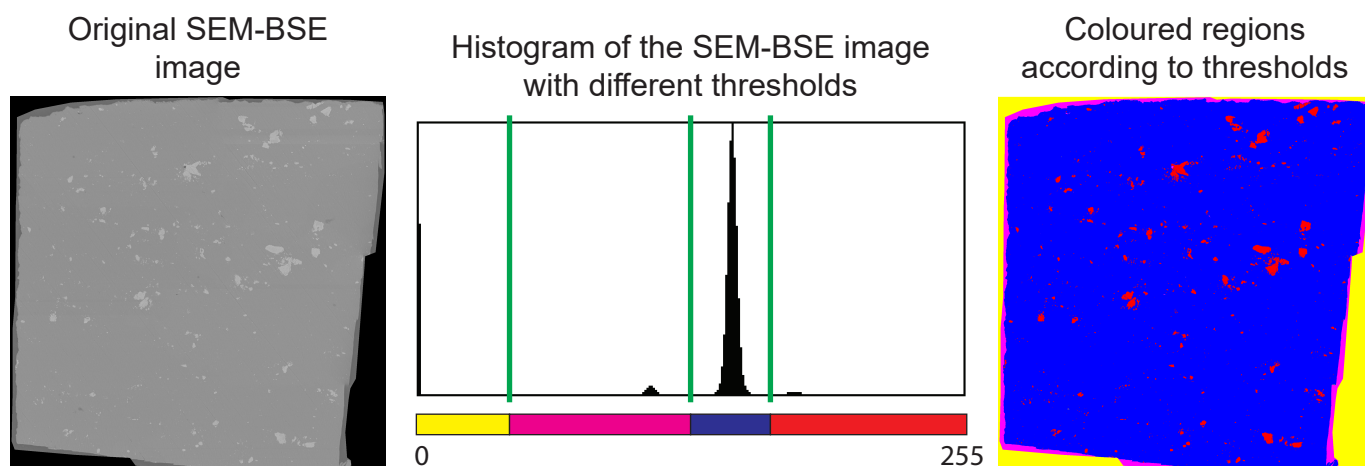 Original SEM-BSE
image
Histogram of the SEM-BSE image
with different thresholds
Coloured regions
according to thresholds
0
255